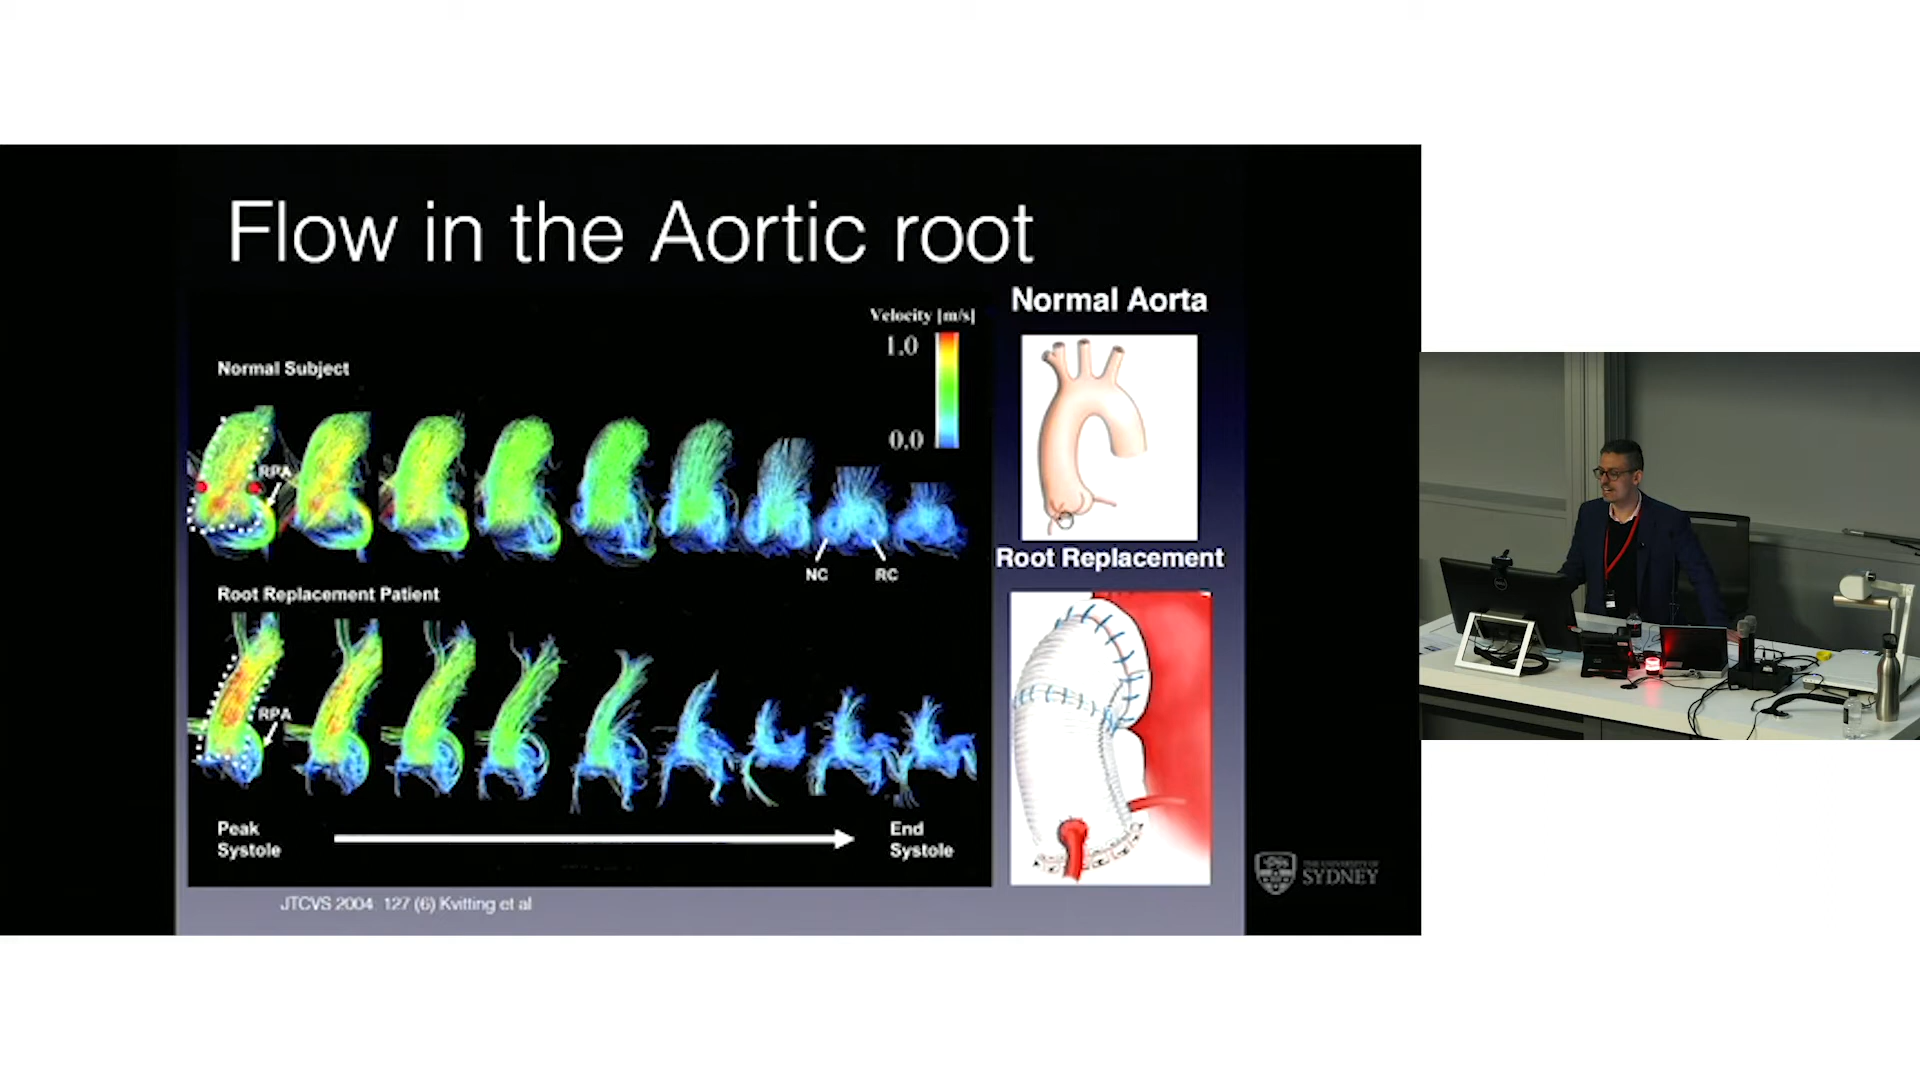 Flow in the Aortic root
Normal Aorta
Velocity [m/s]
1.0
0.0
Normal Subject
RPA
NC
RC
Root Replacement
Root Replacement Patient
RPA
Peak
Systole
End
Systole
JTCVS 2004 127 (6) Kvitting et al
THE UNIVERSITY OF
SYDNEY